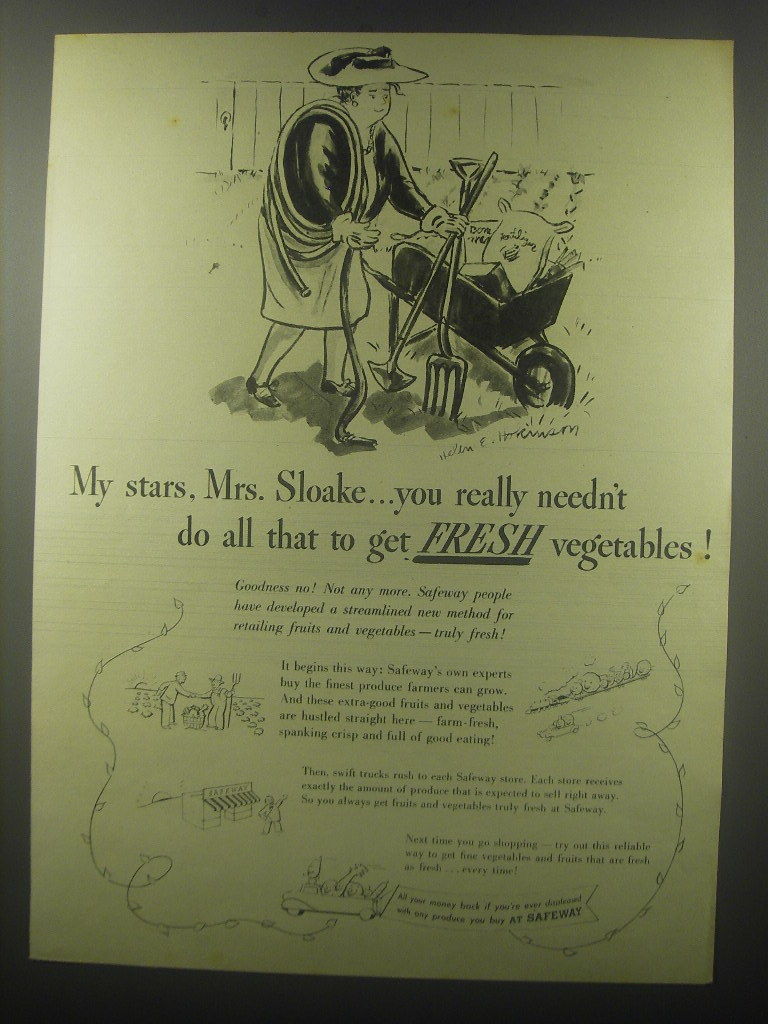 Bone
Fertilizer
Helen E. Hokinson
My stars, Mrs. Sloake...you really needn't
do all that to get FRESH vegetables!
Goodness no! Not any more. Safeway people
have developed a streamlined new method for
retailing fruits and vegetables — truly fresh!
It begins this way: Safeway's own experts
buy the finest produce farmers can grow.
And these extra-good fruits and vegetables
are hustled straight here — farm-fresh,
spanking crisp and full of good eating!
Then, swift trucks rush to each Safeway store. Each store receives
exactly the amount of produce that is expected to sell right away.
So you always get fruits and vegetables truly fresh at Safeway.
SAFEWAY
Next time you go shopping — try out this reliable
way to get fine vegetables and fruits that are fresh
as fresh . . . every time!
All your money back if you're ever displeased
with any produce you buy AT SAFEWAY